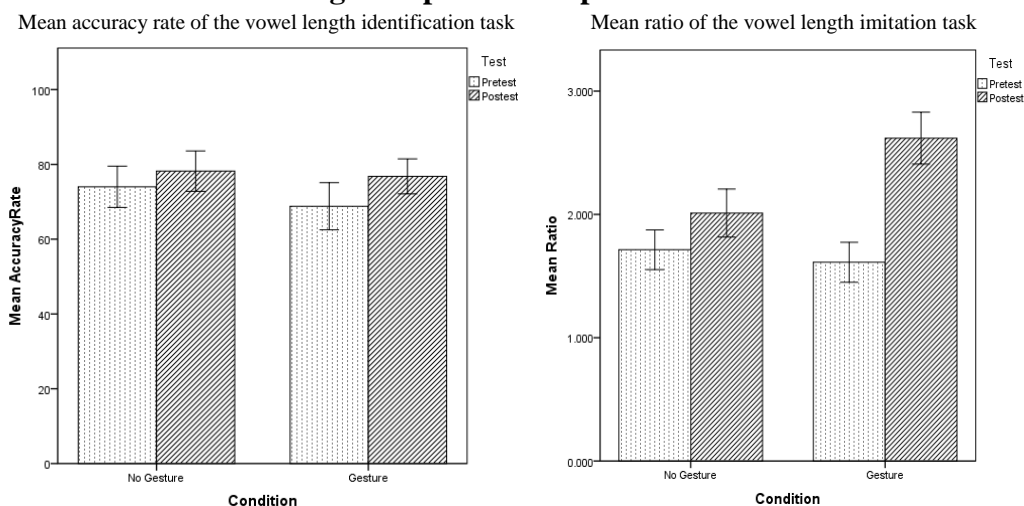 Mean accuracy rate of the vowel length identification task
Test
Pretest
Postest
100
80
60
40
20
0
Mean AccuracyRate
No Gesture
Gesture
Condition
Mean ratio of the vowel length imitation task
Test
Pretest
Postest
3.000
2.000
1.000
0.000
Mean Ratio
No Gesture
Gesture
Condition